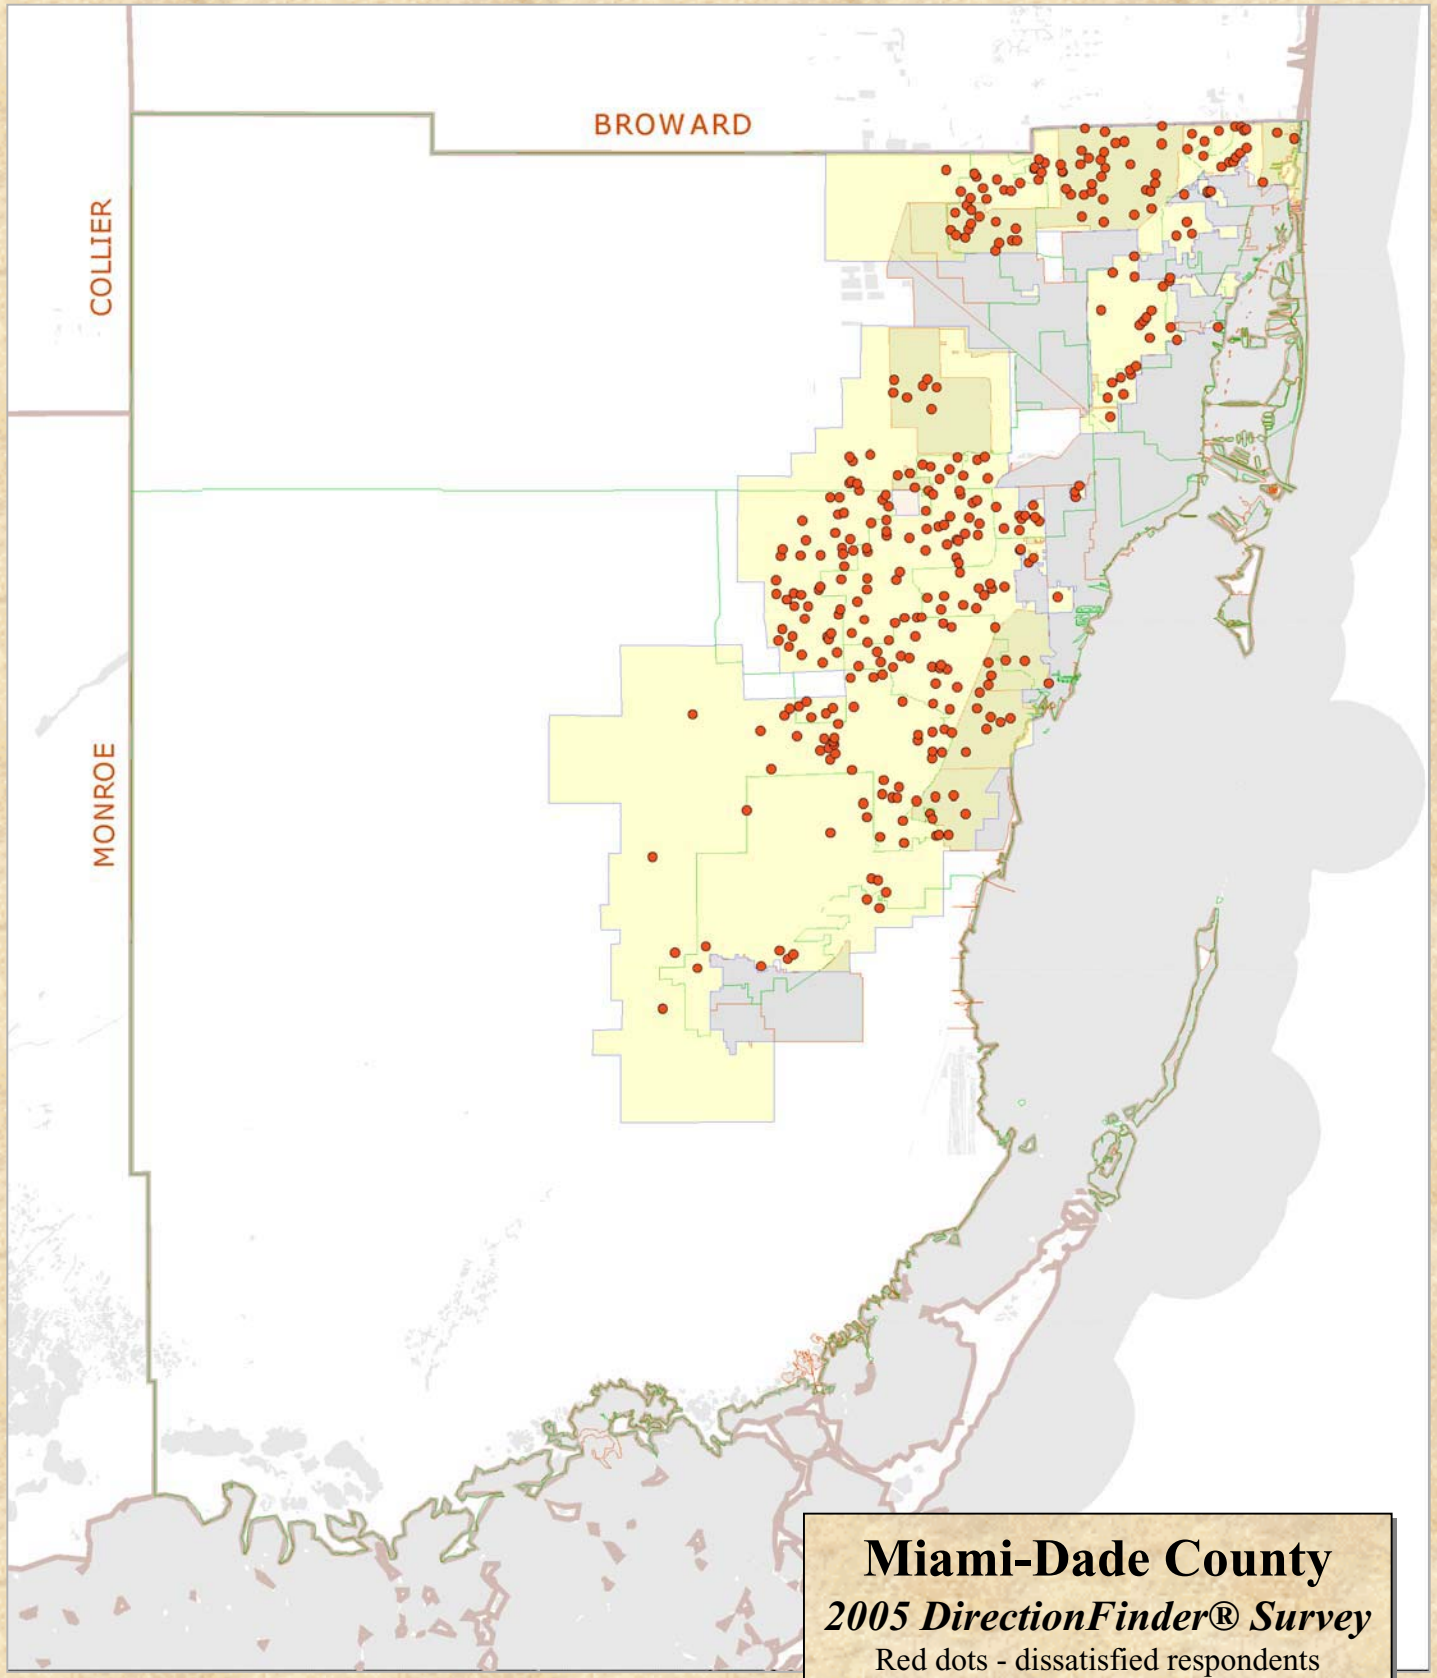 BROWARD
COLLIER
MONROE
Miami-Dade County
2005 DirectionFinder® Survey
Red dots - dissatisfied respondents